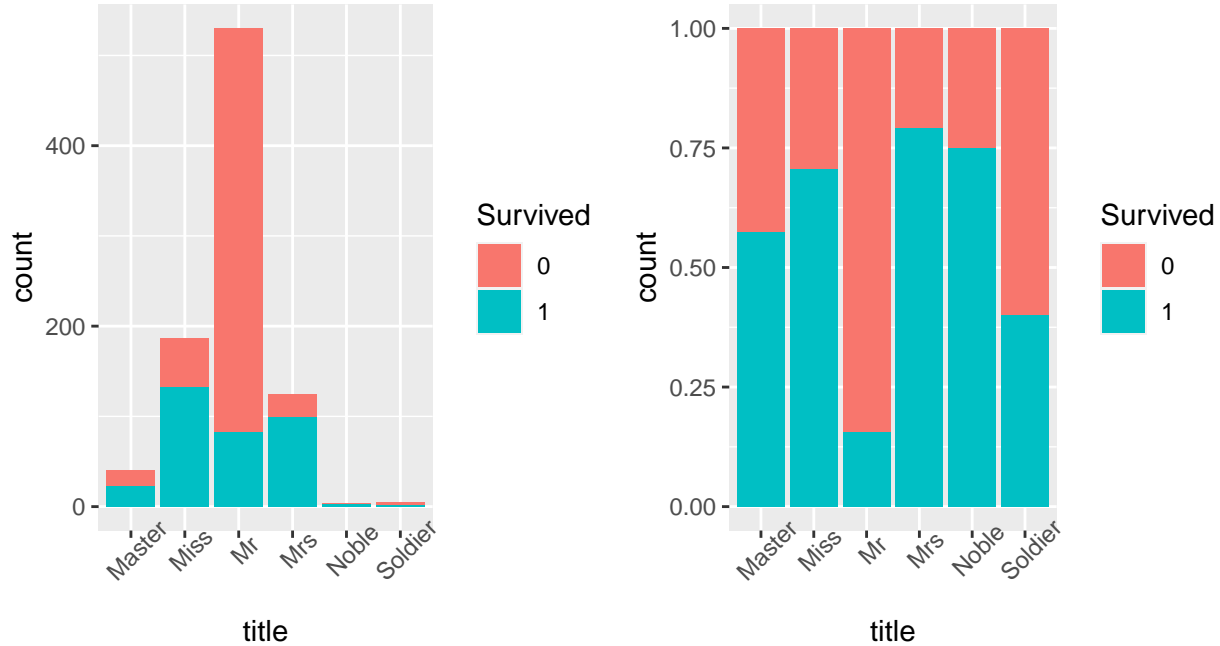 400
200
0
count
Master
Miss
Mr
Mrs
Noble
Soldier
title
Survived
0
1
1.00
0.75
0.50
0.25
0.00
count
Master
Miss
Mr
Mrs
Noble
Soldier
title
Survived
0
1